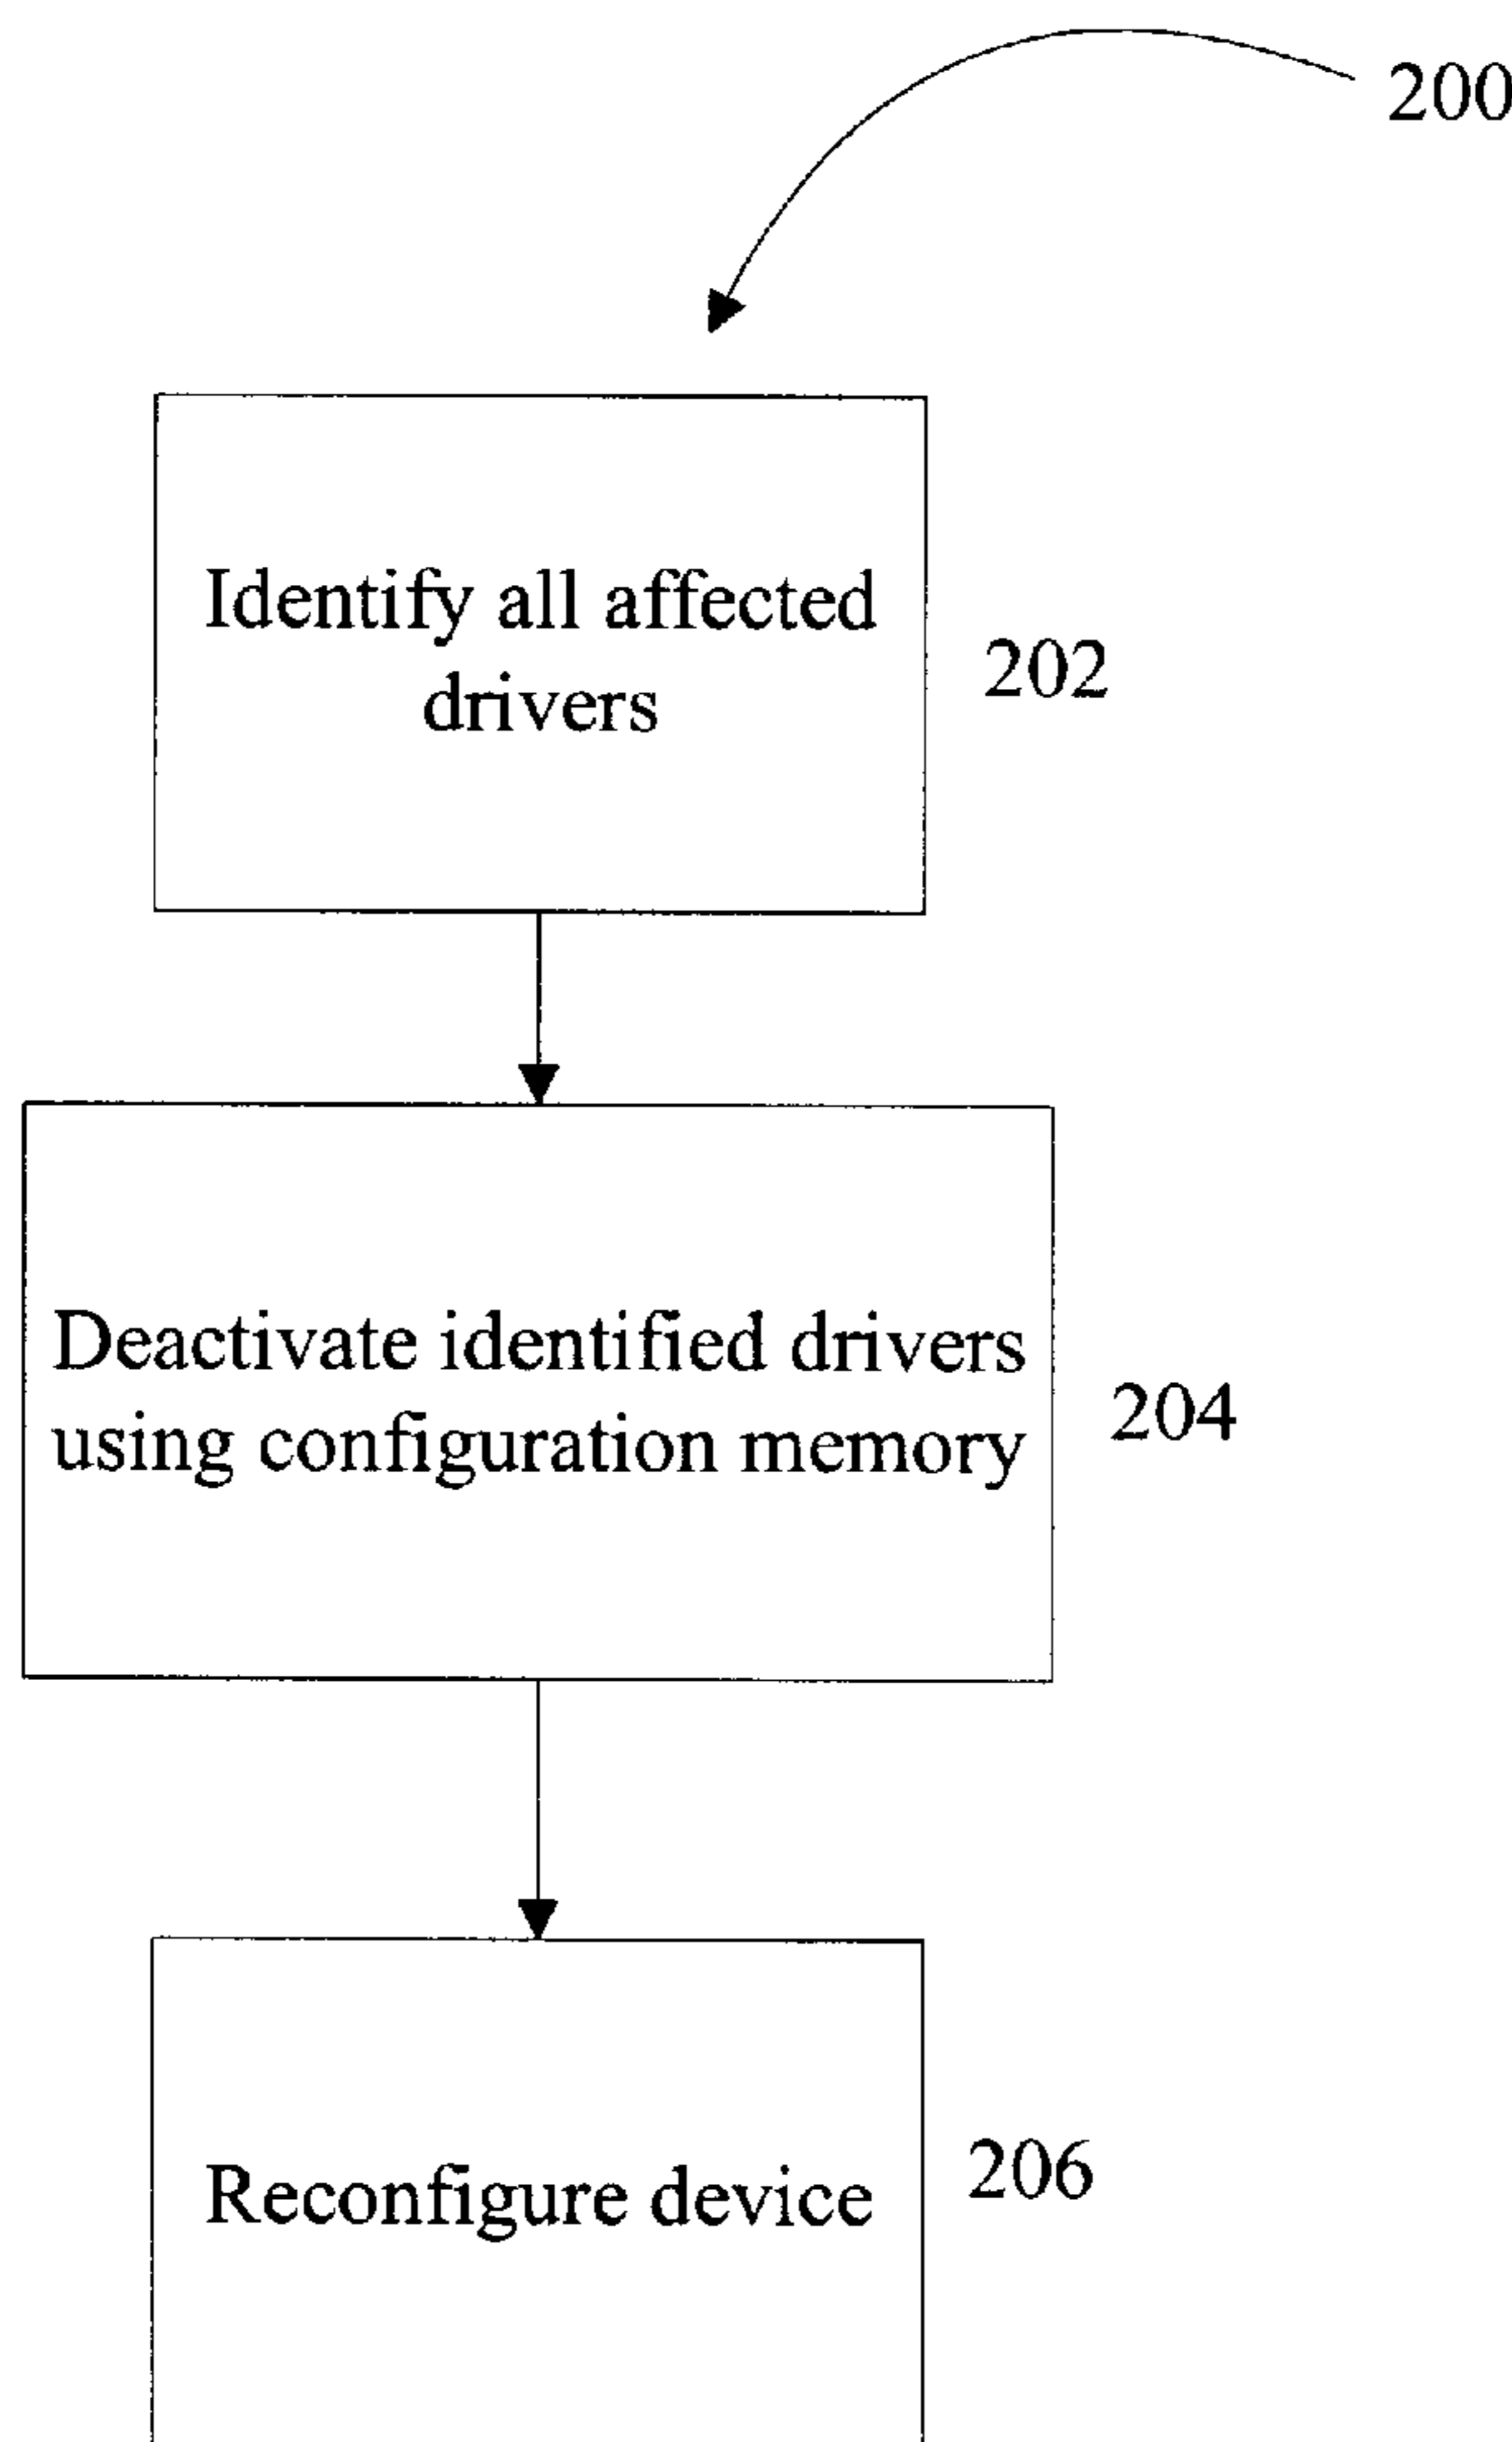 200
Identify all affected
drivers
202
Deactivate identified drivers
using configuration memory
204
Reconfigure device
206